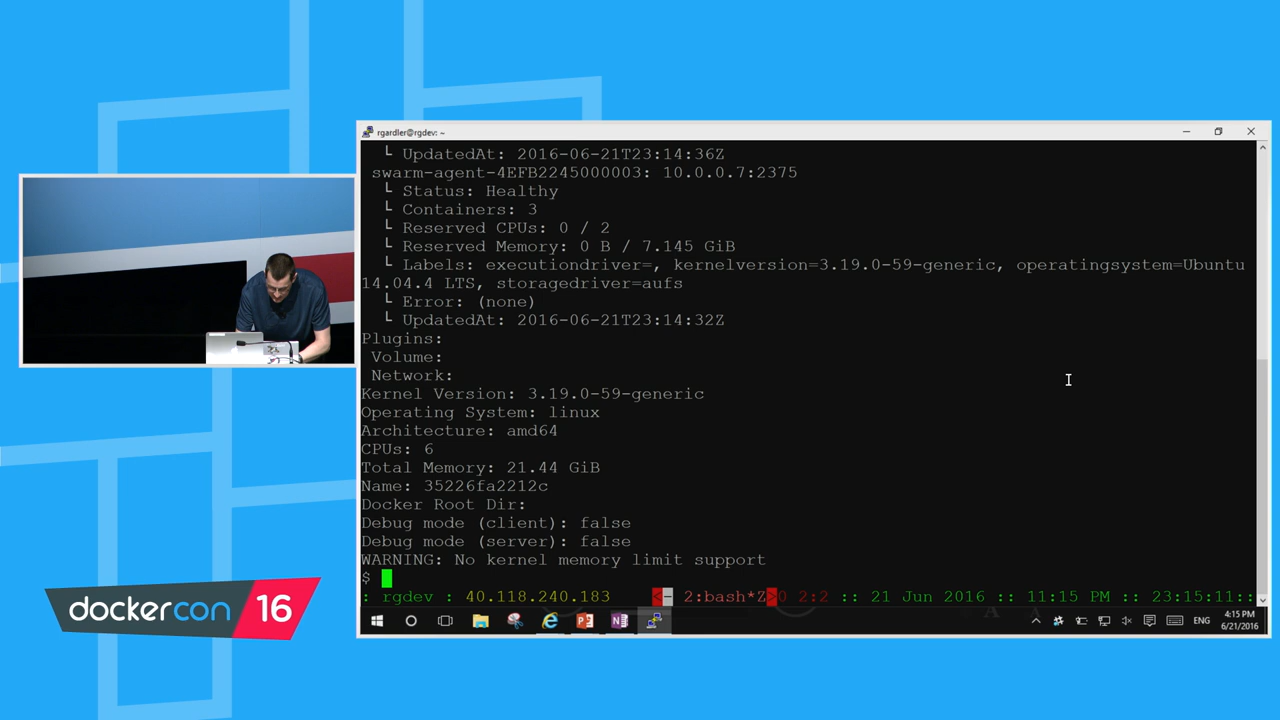 rgardler@rgdev: ~
└ UpdatedAt: 2016-06-21T23:14:36Z
swarm-agent-4EFB2245000003: 10.0.0.7:2375
└ Status: Healthy
└ Containers: 3
└ Reserved CPUs: 0 / 2
└ Reserved Memory: 0 B / 7.145 GiB
└ Labels: executiondriver=, kernelversion=3.19.0-59-generic, operatingsystem=Ubuntu
14.04.4 LTS, storagedriver=aufs
└ Error: (none)
└ UpdatedAt: 2016-06-21T23:14:32Z
Plugins:
Volume:
Network:
Kernel Version: 3.19.0-59-generic
Operating System: linux
Architecture: amd64
CPUs: 6
Total Memory: 21.44 GiB
Name: 35226fa2212c
Docker Root Dir:
Debug mode (client): false
Debug mode (server): false
WARNING: No kernel memory limit support
$
: rgdev : 40.118.240.183 <- 2:bash*Z>0 2:2 :: 21 Jun 2016 :: 11:15 PM :: 23:15:11::
ENG
4:15 PM
6/21/2016
dockercon 16